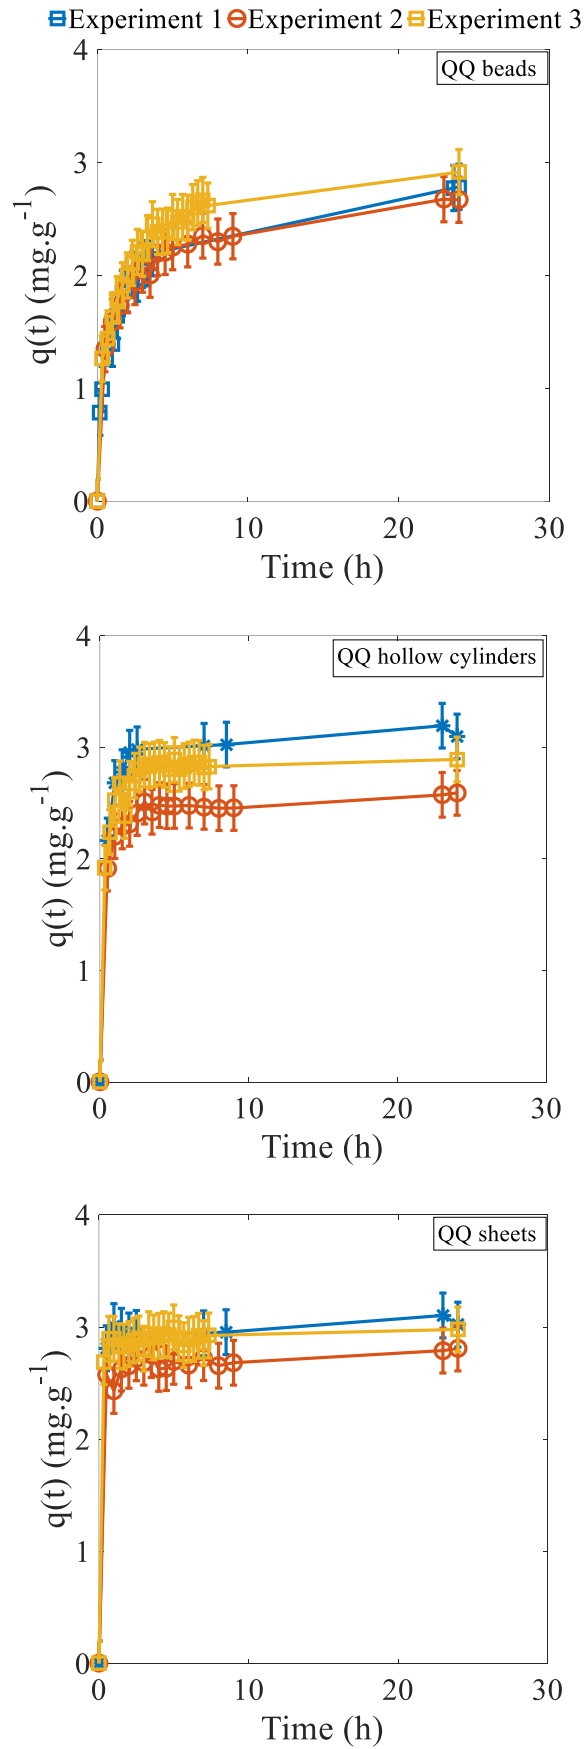 Experiment 1 Experiment 2 Experiment 3
4
QQ beads
3
2
1
0
q(t) (mg.g⁻¹)
0 10 20 30
Time (h)
4
QQ hollow cylinders
3
2
1
0
q(t) (mg.g⁻¹)
0 10 20 30
Time (h)
4
QQ sheets
3
2
1
0
q(t) (mg.g⁻¹)
0 10 20 30
Time (h)